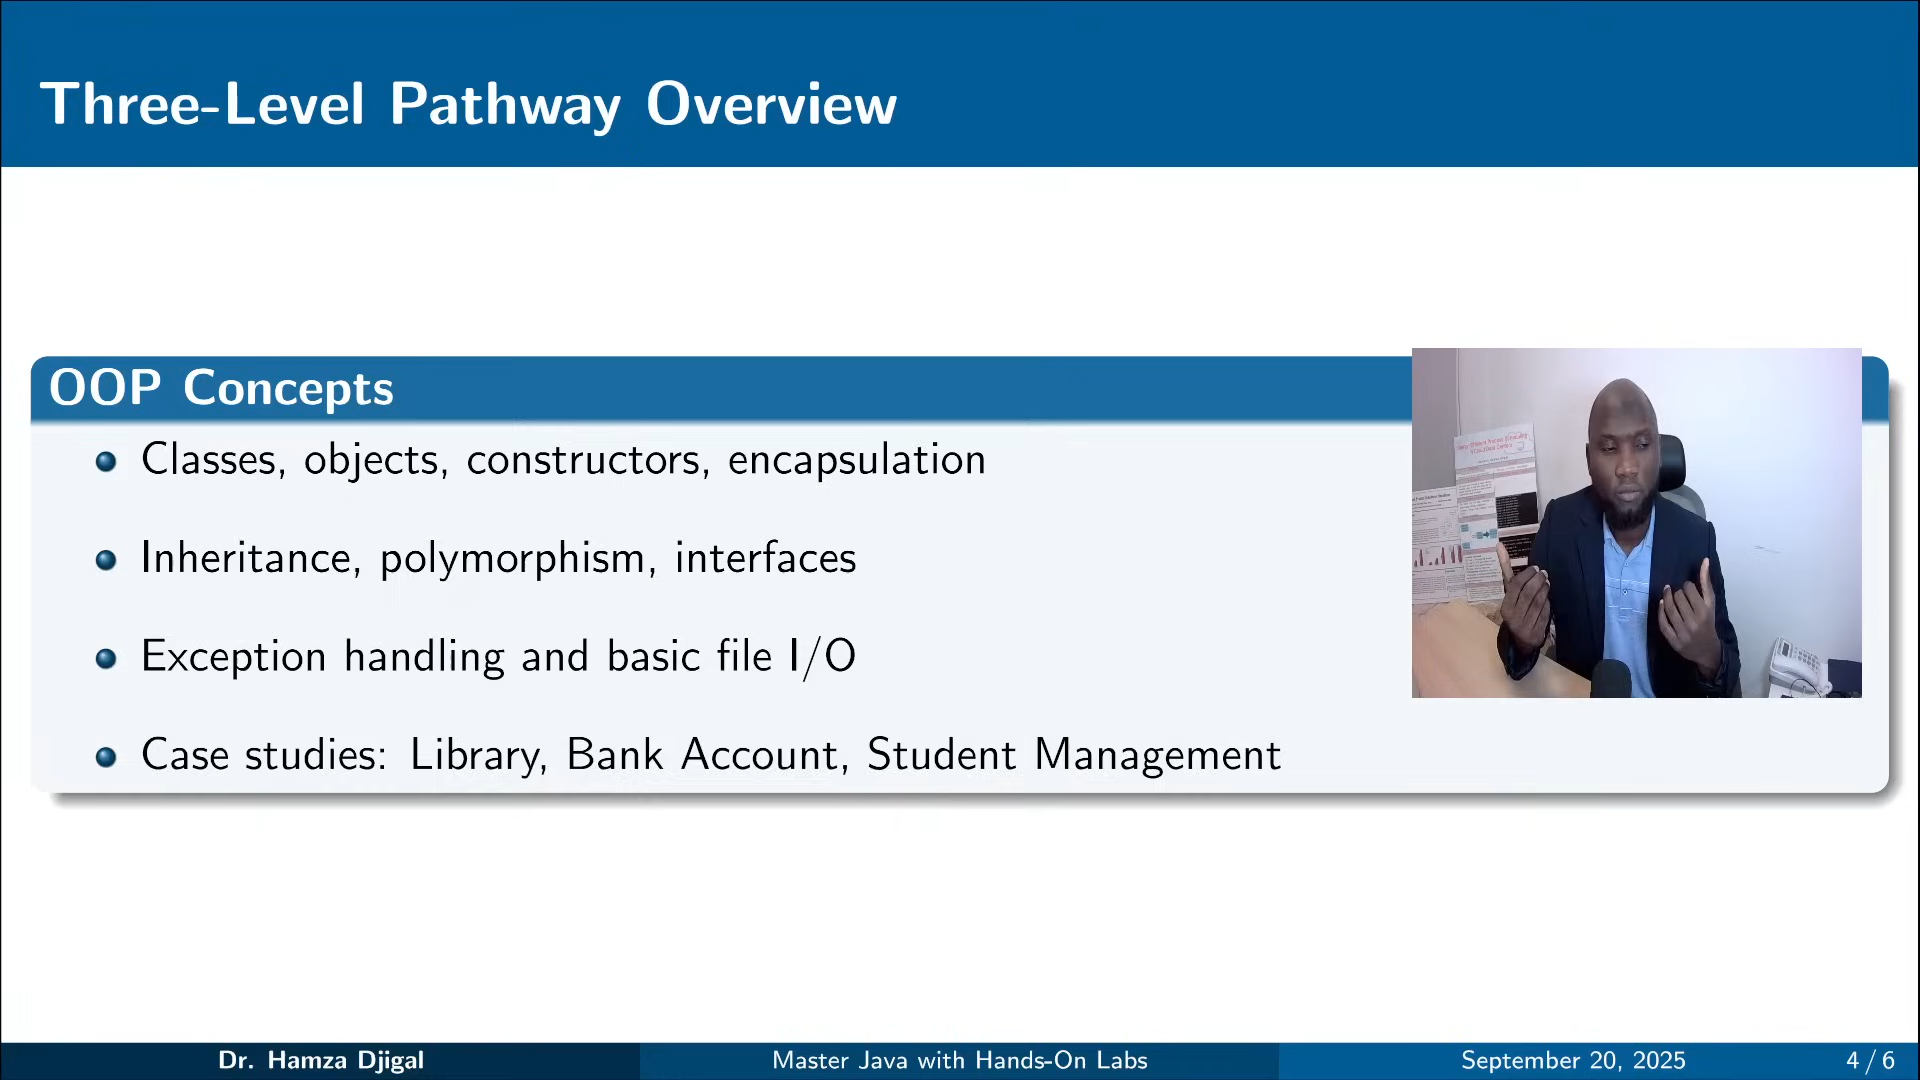 Three-Level Pathway Overview
OOP Concepts
Classes, objects, constructors, encapsulation
Inheritance, polymorphism, interfaces
Exception handling and basic file I/O
Case studies: Library, Bank Account, Student Management
Dr. Hamza Djigal
Master Java with Hands-On Labs
September 20, 2025
4 / 6